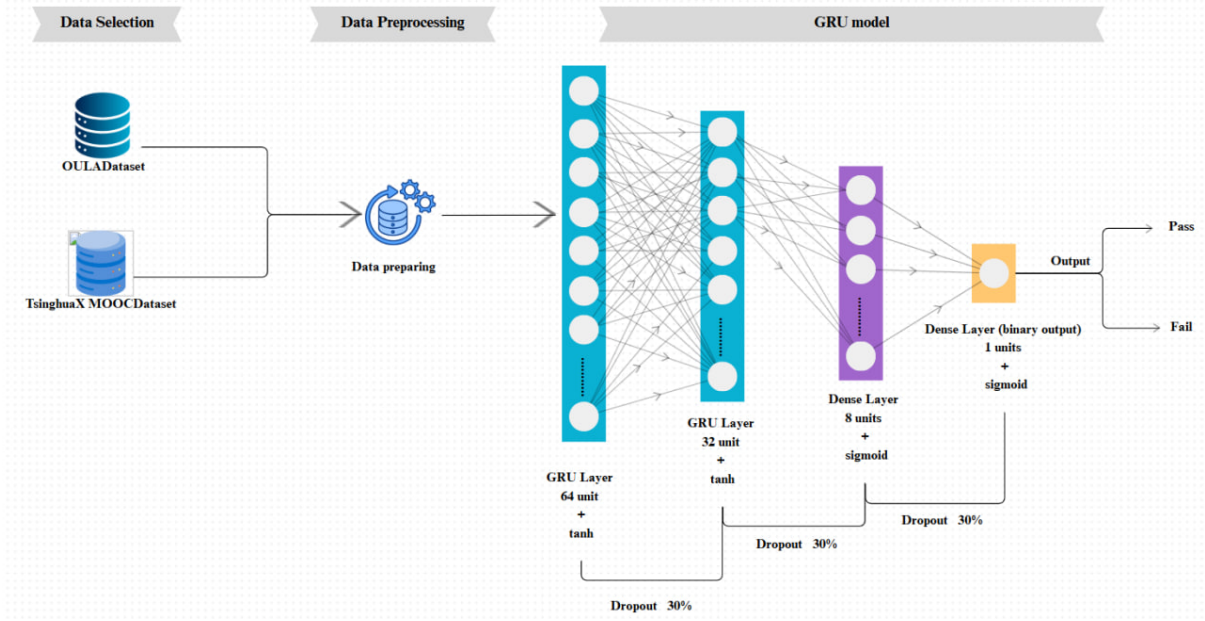 Data Selection
Data Preprocessing
GRU model
OULADataset
TsinghuaX MOOCDataset
Data preparing
GRU Layer
64 unit
+
tanh
GRU Layer
32 unit
+
tanh
Dense Layer
8 units
+
sigmoid
Dense Layer (binary output)
1 units
+
sigmoid
Output
Pass
Fail
Dropout 30%
Dropout 30%
Dropout 30%